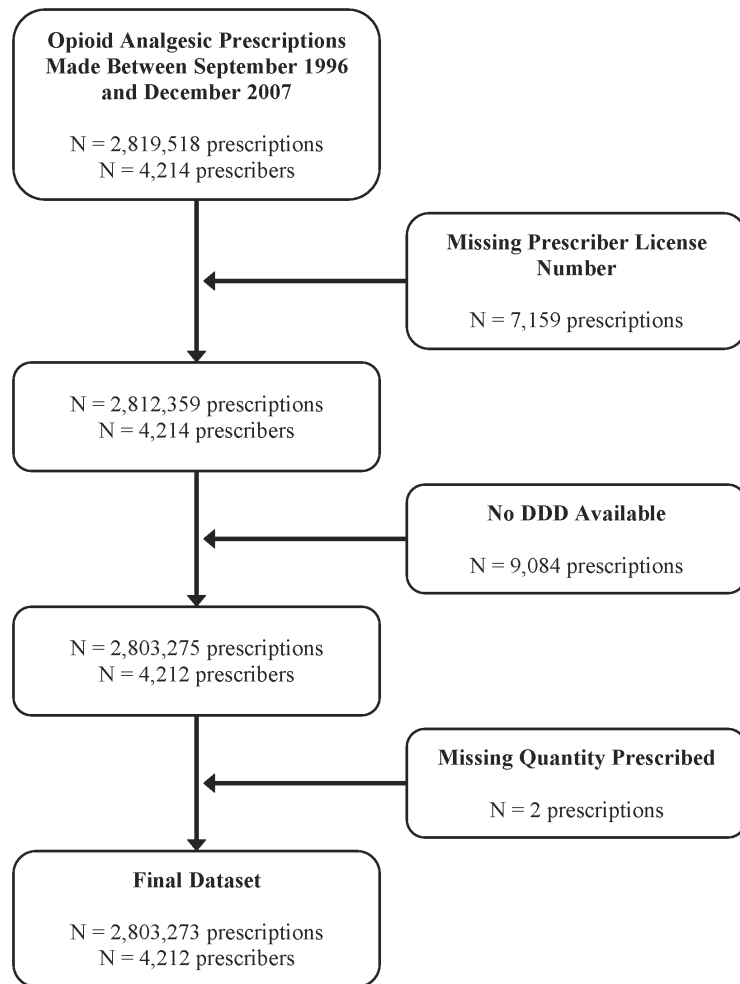 Opioid Analgesic Prescriptions
Made Between September 1996
and December 2007
N = 2,819,518 prescriptions
N = 4,214 prescribers
Missing Prescriber License
Number
N = 7,159 prescriptions
N = 2,812,359 prescriptions
N = 4,214 prescribers
No DDD Available
N = 9,084 prescriptions
N = 2,803,275 prescriptions
N = 4,212 prescribers
Missing Quantity Prescribed
N = 2 prescriptions
Final Dataset
N = 2,803,273 prescriptions
N = 4,212 prescribers